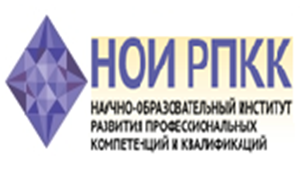 НОИ РПКК
НАУЧНО-ОБРАЗОВАТЕЛЬНЫЙ ИНСТИТУТ
РАЗВИТИЯ ПРОФЕССИОНАЛЬНЫХ
КОМПЕТЕНЦИЙ И КВАЛИФИКАЦИЙ